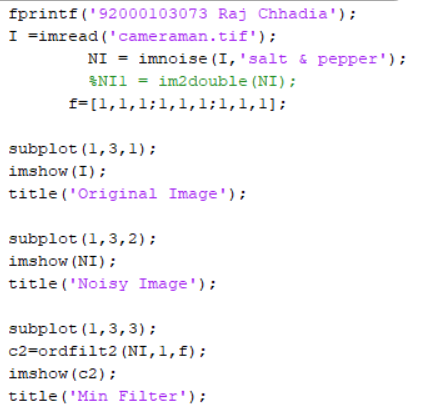 fprintf('92000103073 Raj Chhadia');
I =imread('cameraman.tif');
NI = imnoise(I,'salt & pepper');
%NI1 = im2double(NI);
f=[1,1,1;1,1,1;1,1,1];
subplot(1,3,1);
imshow(I);
title('Original Image');
subplot(1,3,2);
imshow(NI);
title('Noisy Image');
subplot(1,3,3);
c2=ordfilt2(NI,1,f);
imshow(c2);
title('Min Filter');